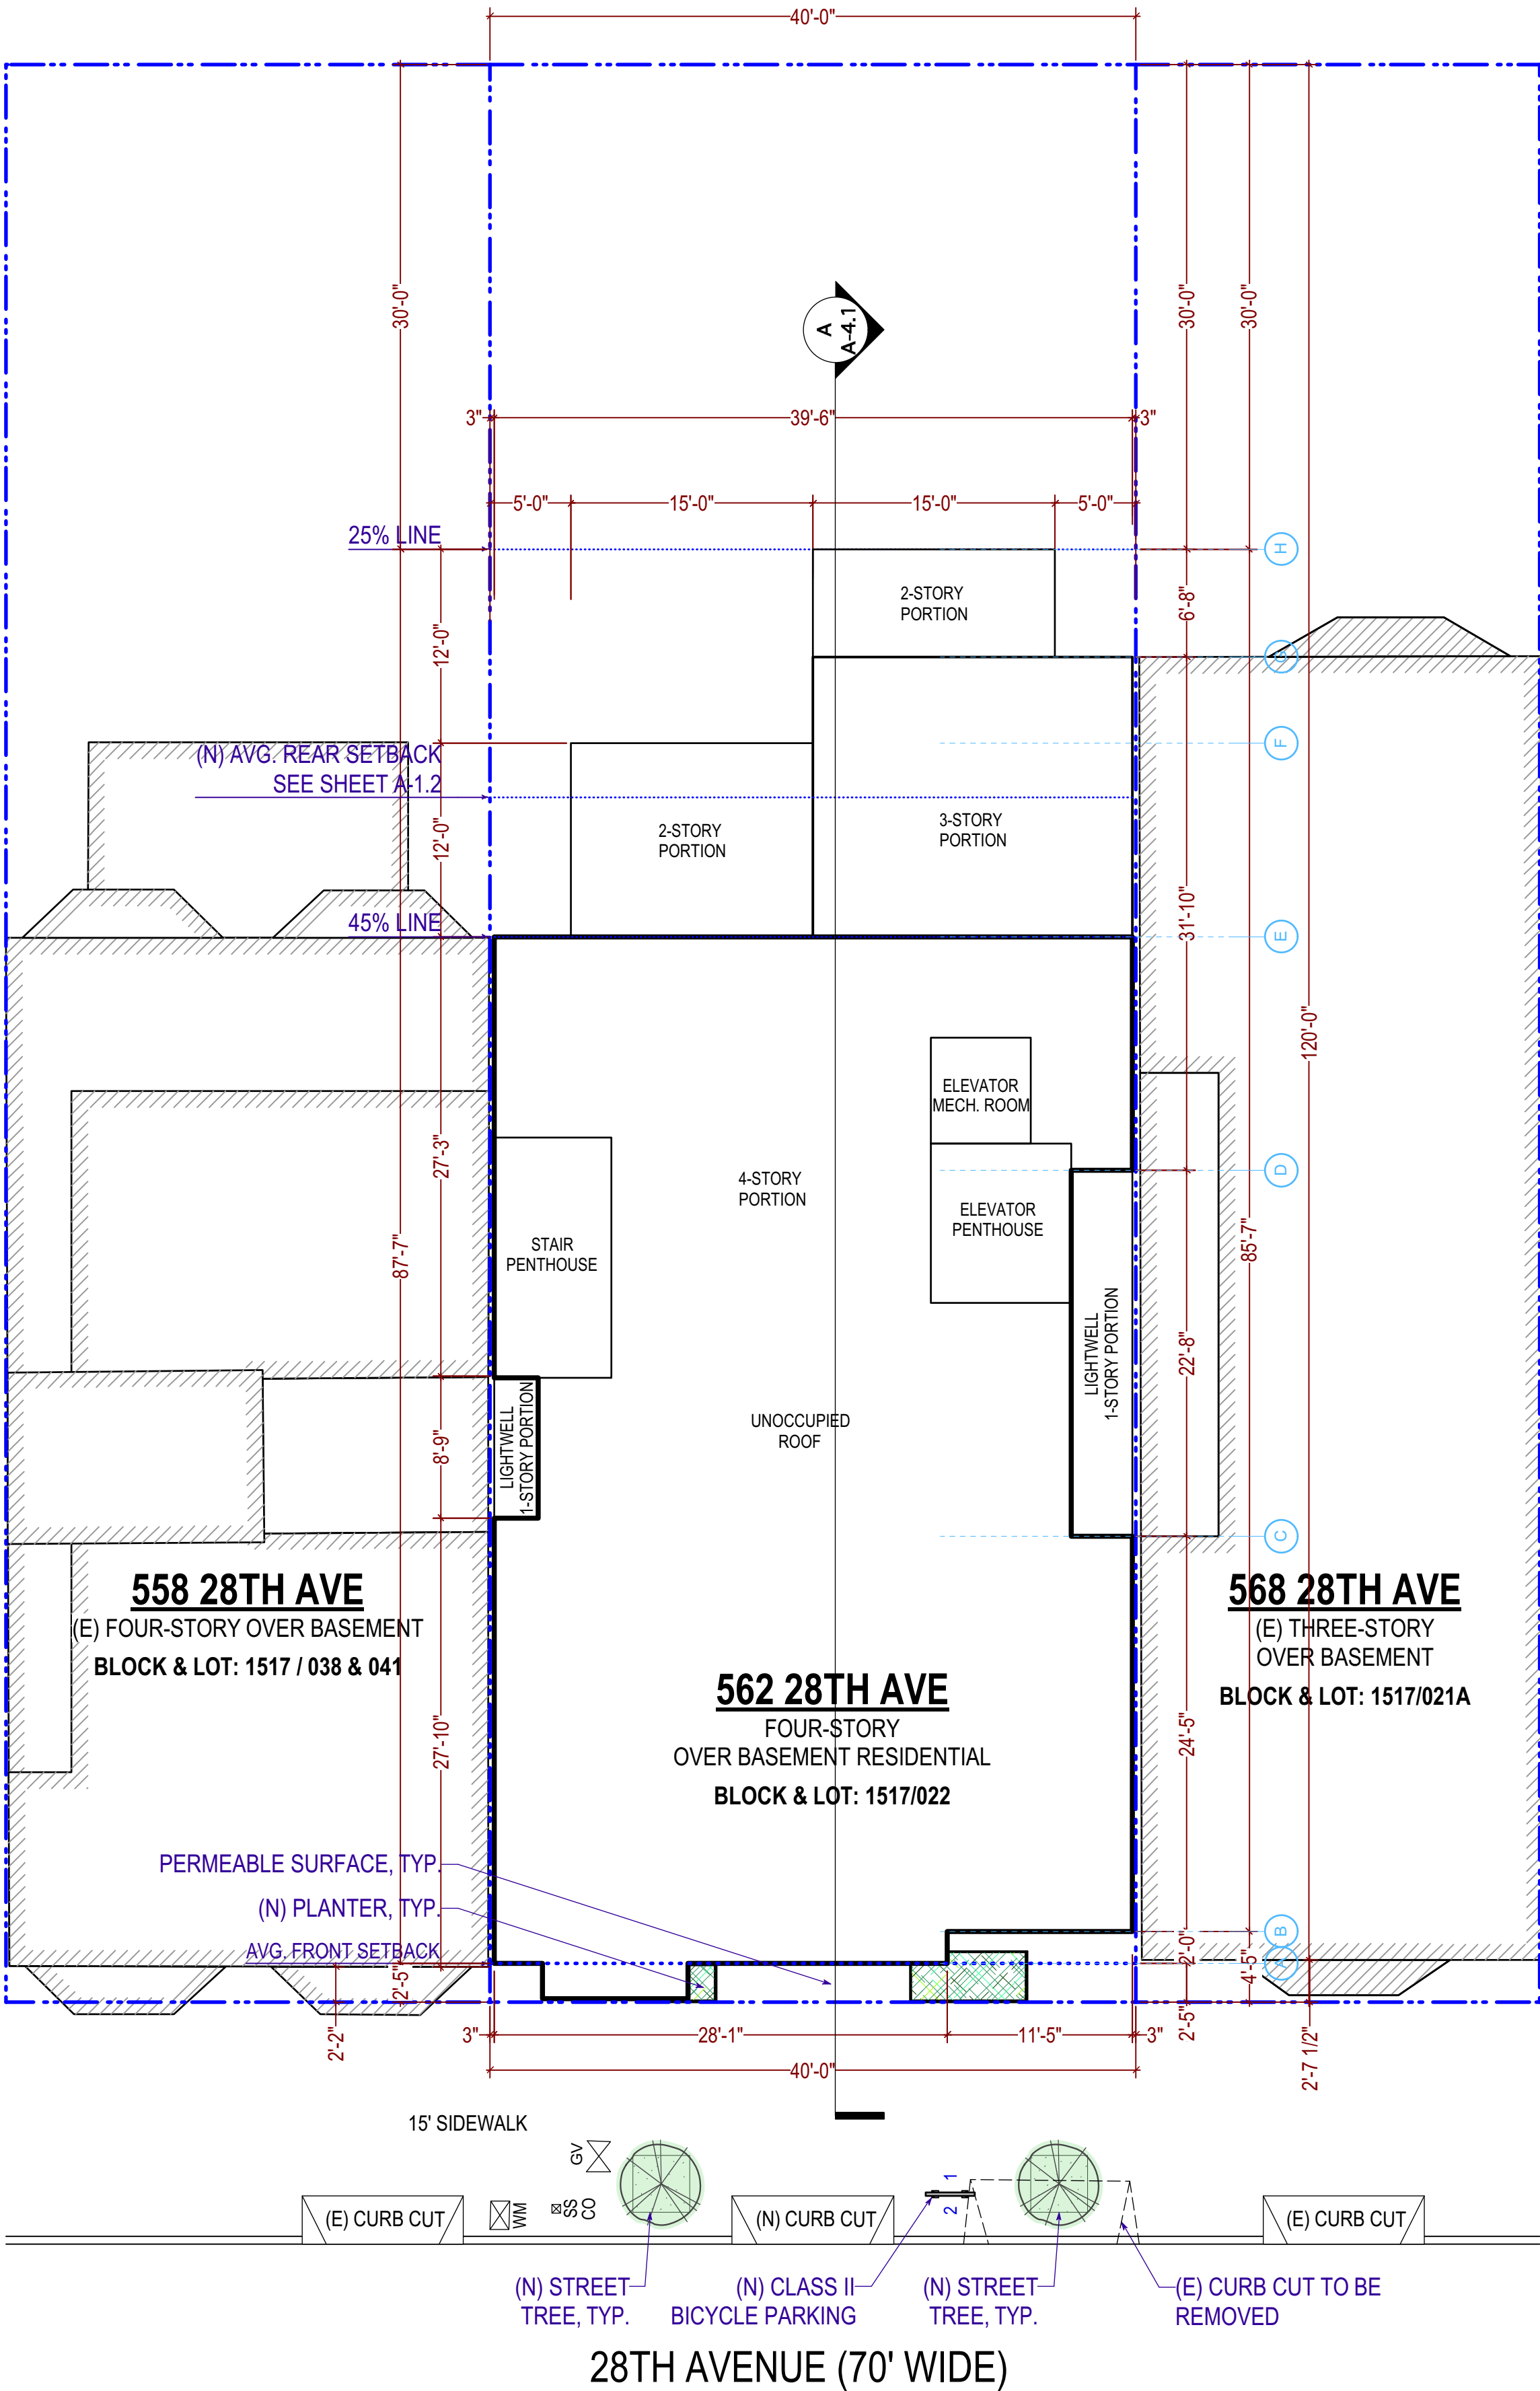 40'-0"
30'-0"
30'-0"
30'-0"
A
A-4.1
3"
39'-6"
3"
5'-0"
15'-0"
15'-0"
5'-0"
25% LINE
H
2-STORY
PORTION
6'-8"
12'-0"
G
(N) AVG. REAR SETBACK
SEE SHEET A-1.2
F
12'-0"
2-STORY
PORTION
3-STORY
PORTION
31'-10"
45% LINE
E
120'-0"
ELEVATOR
MECH. ROOM
27'-3"
4-STORY
PORTION
D
ELEVATOR
PENTHOUSE
STAIR
PENTHOUSE
87'-7"
85'-7"
LIGHTWELL
1-STORY PORTION
22'-8"
UNOCCUPIED
ROOF
8'-9"
LIGHTWELL
1-STORY PORTION
C
558 28TH AVE
(E) FOUR-STORY OVER BASEMENT
BLOCK & LOT: 1517 / 038 & 041
568 28TH AVE
(E) THREE-STORY
OVER BASEMENT
BLOCK & LOT: 1517/021A
562 28TH AVE
FOUR-STORY
OVER BASEMENT RESIDENTIAL
BLOCK & LOT: 1517/022
27'-10"
24'-5"
PERMEABLE SURFACE, TYP.
(N) PLANTER, TYP.
AVG. FRONT SETBACK
B
A
2'-0"
4'-5"
2'-5"
2'-5"
2'-2"
2'-7 1/2"
3"
28'-1"
11'-5"
3"
40'-0"
15' SIDEWALK
GV
WM
SS
CO
1
2
(E) CURB CUT
(N) CURB CUT
(E) CURB CUT
(N) STREET
TREE, TYP.
(N) CLASS II
BICYCLE PARKING
(N) STREET
TREE, TYP.
(E) CURB CUT TO BE
REMOVED
28TH AVENUE (70' WIDE)